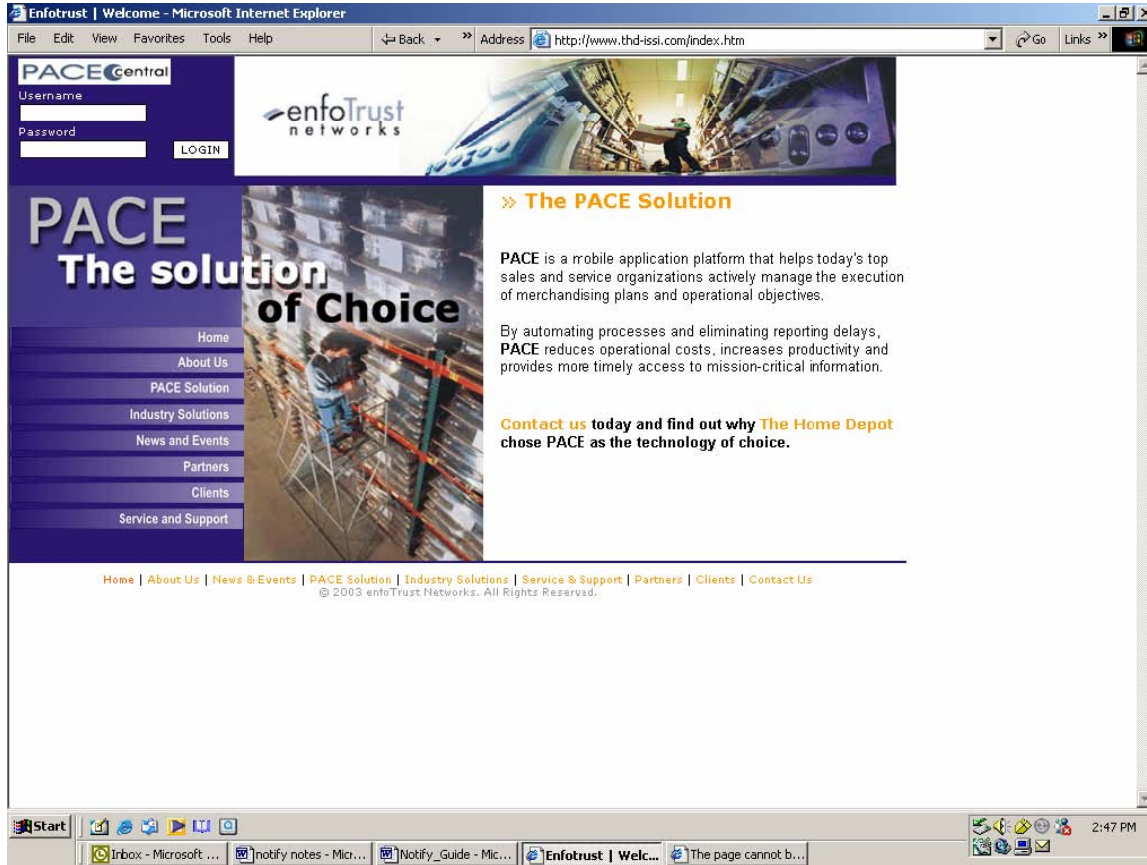 Enfotrust | Welcome - Microsoft Internet Explorer
File Edit View Favorites Tools Help Back » Address http://www.thd-issi.com/index.htm Go Links »
PACE Central
Username
Password
LOGIN
enfoTrust
networks
PACE
The solution
of Choice
Home
About Us
PACE Solution
Industry Solutions
News and Events
Partners
Clients
Service and Support
» The PACE Solution
PACE is a mobile application platform that helps today's top
sales and service organizations actively manage the execution
of merchandising plans and operational objectives.
By automating processes and eliminating reporting delays,
PACE reduces operational costs, increases productivity and
provides more timely access to mission-critical information.
Contact us today and find out why The Home Depot
chose PACE as the technology of choice.
Home | About Us | News & Events | PACE Solution | Industry Solutions | Service & Support | Partners | Clients | Contact Us
© 2003 enfoTrust Networks. All Rights Reserved.
Start 2:47 PM
Inbox - Microsoft ... notify notes - Micr... Notify_Guide - Mic... Enfotrust | Welc... The page cannot b...